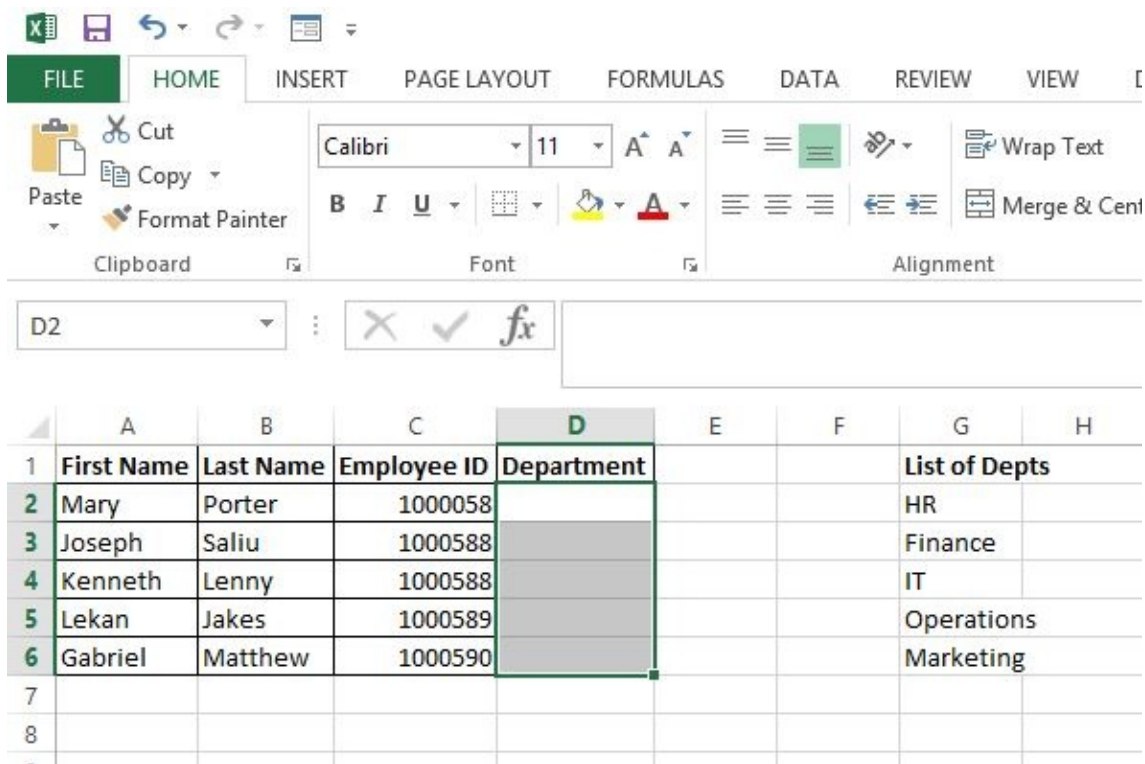 FILE HOME INSERT PAGE LAYOUT FORMULAS DATA REVIEW VIEW
Cut
Copy
Paste
Format Painter
Clipboard
Calibri 11 A A
B I U A
Font
Wrap Text
Merge & Cent
Alignment
D2 fx
A B C D E F G H
1 First Name Last Name Employee ID Department List of Depts
2 Mary Porter 1000058 HR
3 Joseph Saliu 1000588 Finance
4 Kenneth Lenny 1000588 IT
5 Lekan Jakes 1000589 Operations
6 Gabriel Matthew 1000590 Marketing
7
8